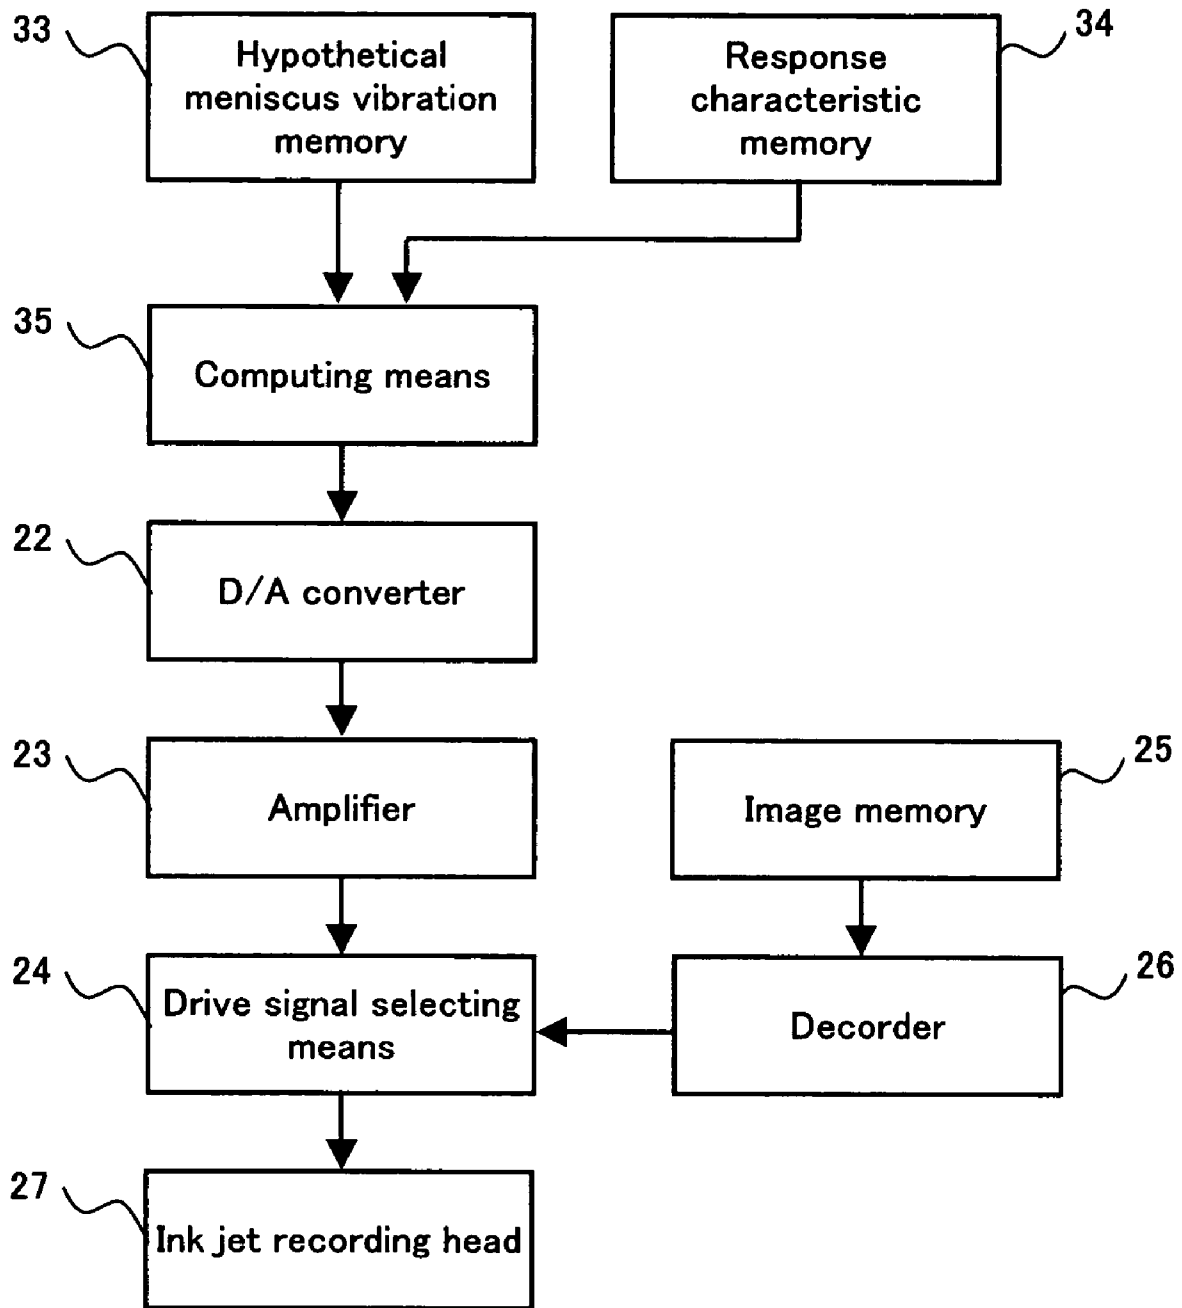 33
Hypothetical
meniscus vibration
memory
34
Response
characteristic
memory
35
Computing means
22
D/A converter
23
Amplifier
25
Image memory
24
Drive signal selecting
means
26
Decorder
27
Ink jet recording head